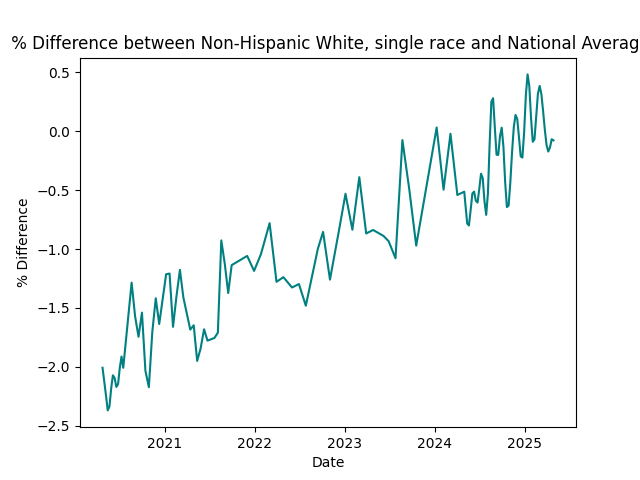 % Difference between Non-Hispanic White, single race and National Averag
0.5
0.0
−0.5
−1.0
−1.5
−2.0
−2.5
% Difference
2021 2022 2023 2024 2025
Date